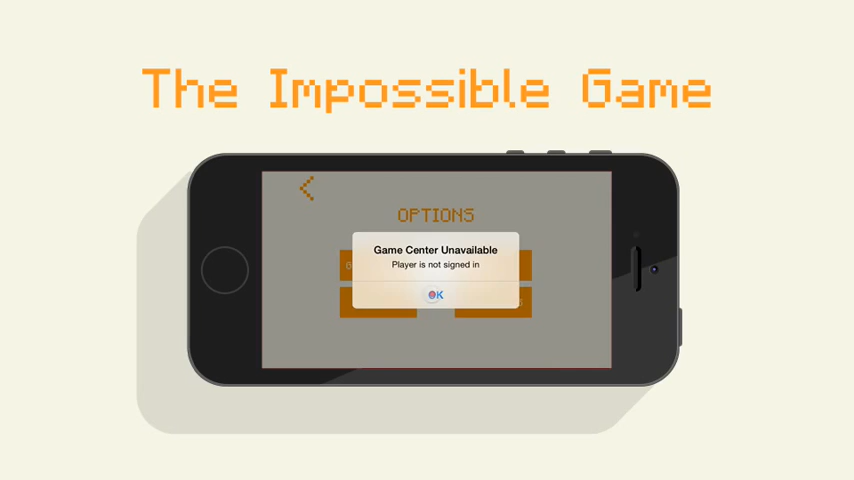 The Impossible Game
OPTIONS
Game Center Unavailable
Player is not signed in
OK